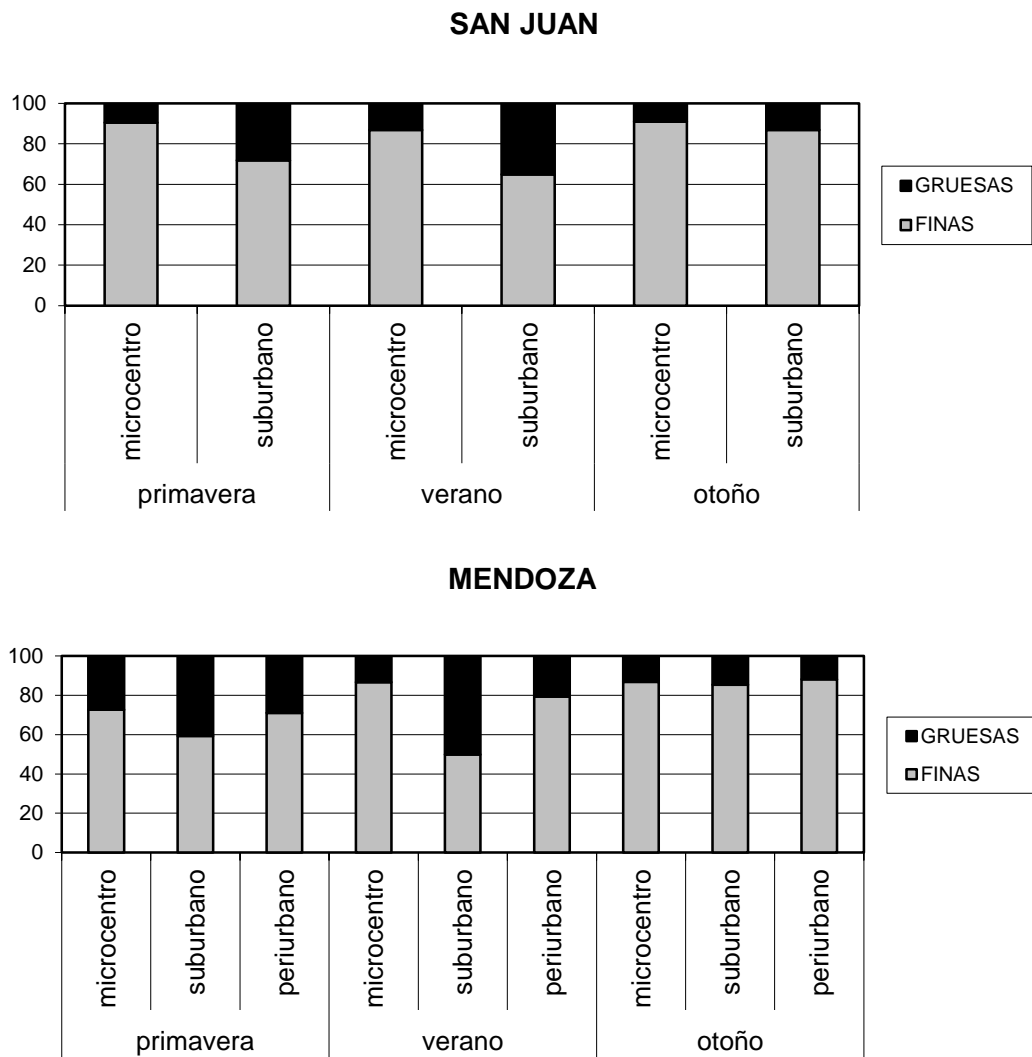 SAN JUAN
100
80
60
40
20
0
microcentro
suburbano
microcentro
suburbano
microcentro
suburbano
primavera
verano
otoño
GRUESAS
FINAS
MENDOZA
100
80
60
40
20
0
microcentro
suburbano
periurbano
microcentro
suburbano
periurbano
microcentro
suburbano
periurbano
primavera
verano
otoño
GRUESAS
FINAS